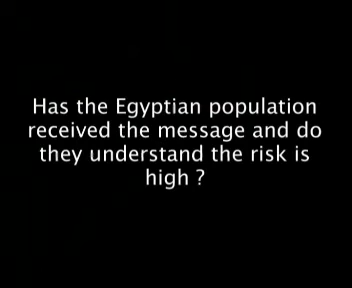 Has the Egyptian population
received the message and do
they understand the risk is
high ?